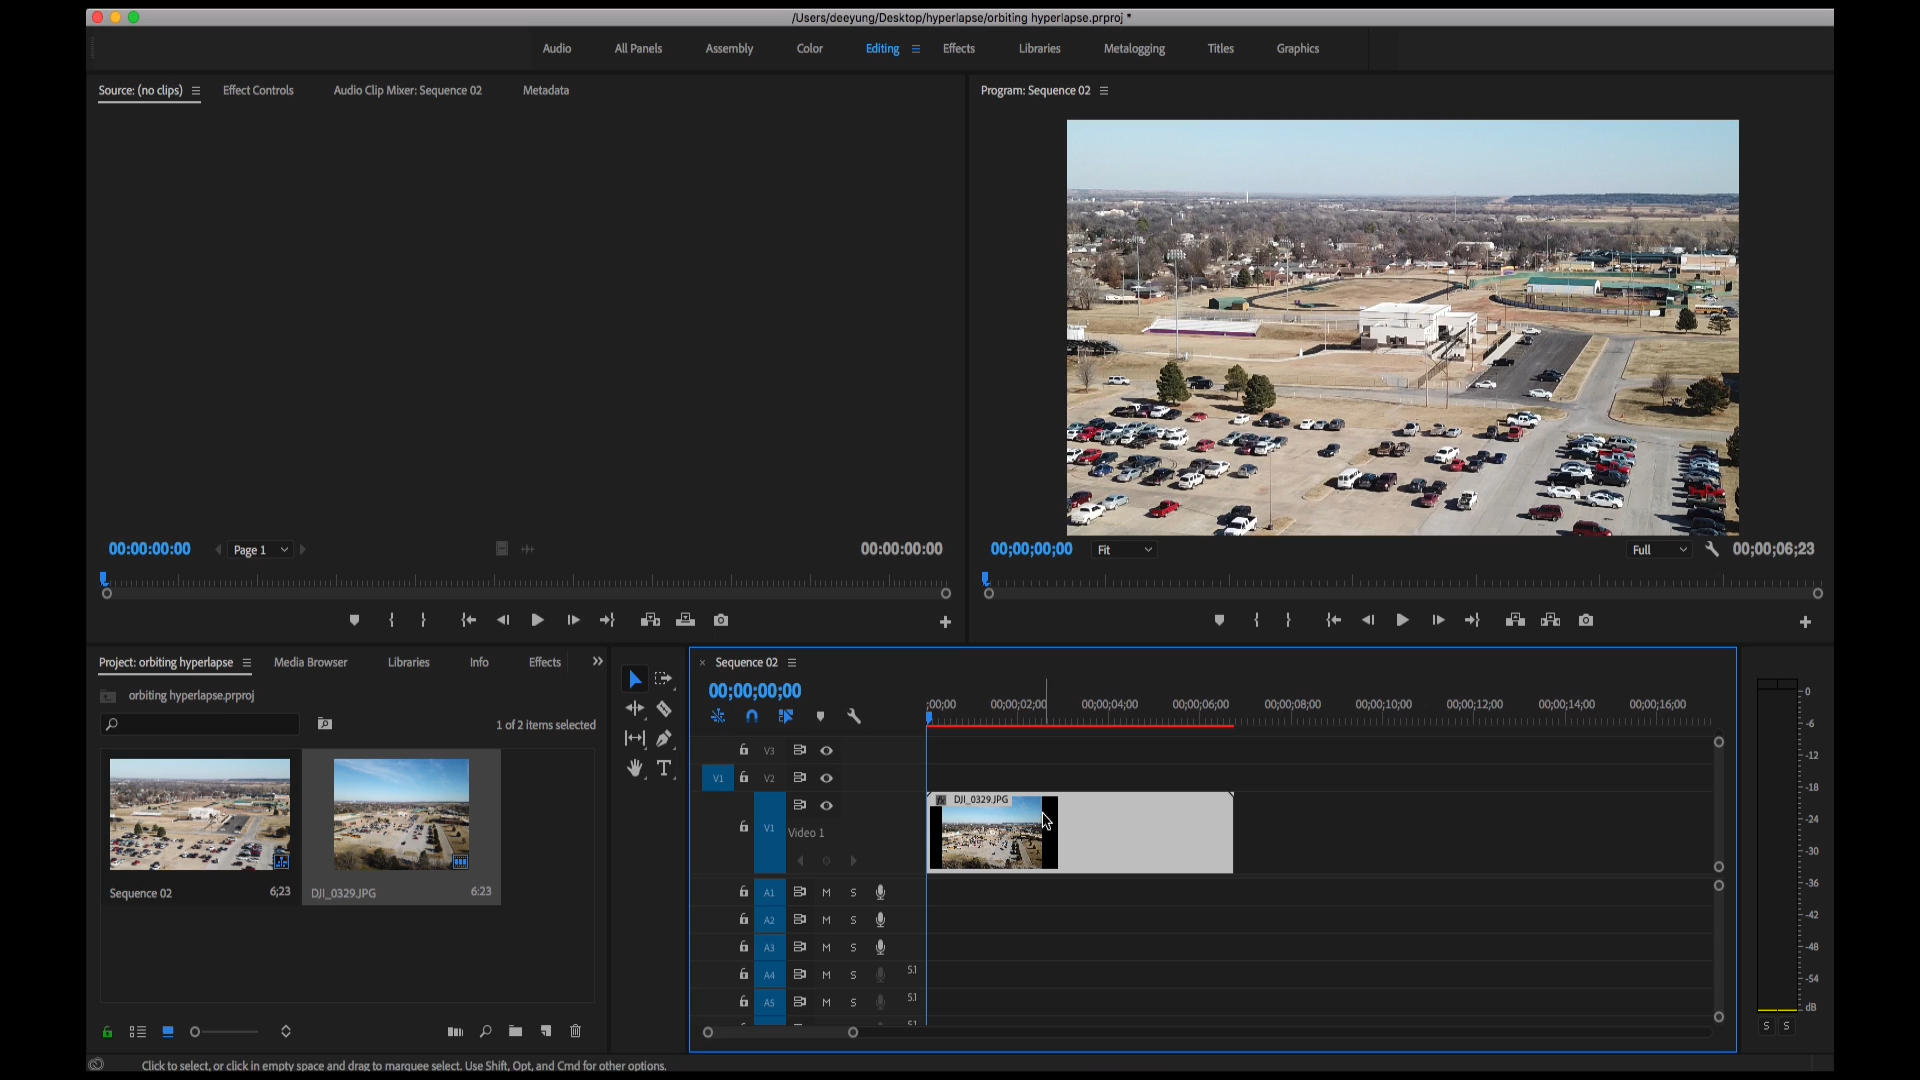 /Users/deeyung/Desktop/hyperlapse/orbiting hyperlapse.prproj *
Audio All Panels Assembly Color Editing Effects Libraries Metalogging Titles Graphics
Source: (no clips) Effect Controls Audio Clip Mixer: Sequence 02 Metadata
Program: Sequence 02
00:00:00:00 Page 1 00:00:00:00
00;00;00;00 Fit Full 00;00;06;23
Project: orbiting hyperlapse Media Browser Libraries Info Effects
orbiting hyperlapse.prproj
1 of 2 items selected
Sequence 02 6;23
DJI_0329.JPG 6:23
Sequence 02
00;00;00;00
;00;00 00;00;02;00 00;00;04;00 00;00;06;00 00;00;08;00 00;00;10;00 00;00;12;00 00;00;14;00 00;00;16;00
V3
V1 V2
fx DJI_0329.JPG
V1 Video 1
A1 M S
A2 M S
A3 M S
A4 M S 5.1
A5 M S 5.1
5.1
0
-6
-12
-18
-24
-30
-36
-42
-48
-54
dB
S S
Click to select, or click in empty space and drag to marquee select. Use Shift, Opt, and Cmd for other options.